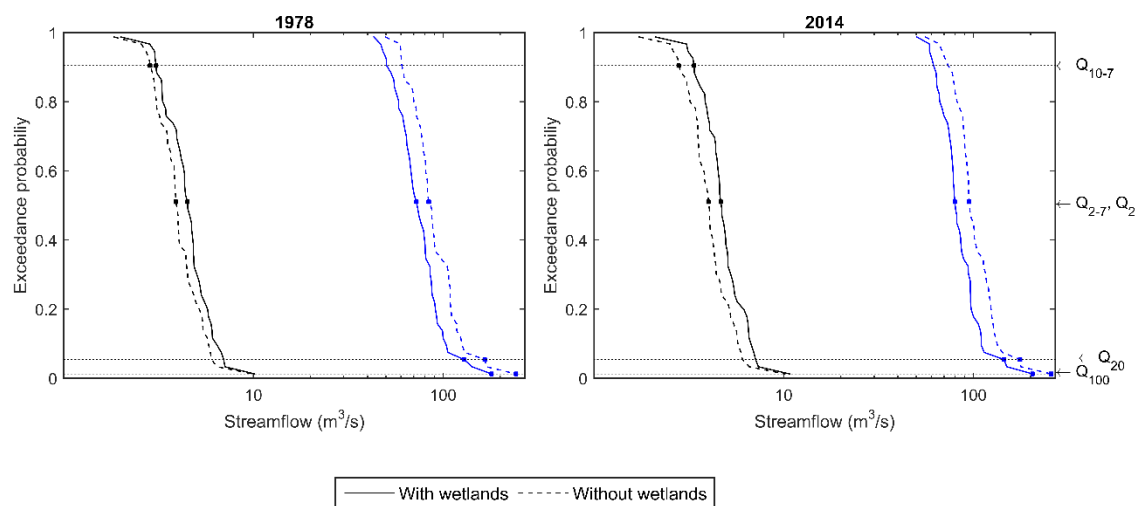 1978
2014
Exceedance probabiliy
1
0.8
0.6
0.4
0.2
0
10
100
Streamflow (m³/s)
Exceedance probability
1
0.8
0.6
0.4
0.2
0
10
100
Streamflow (m³/s)
Q10-7
Q2-7, Q2
Q20
Q100
With wetlands
Without wetlands